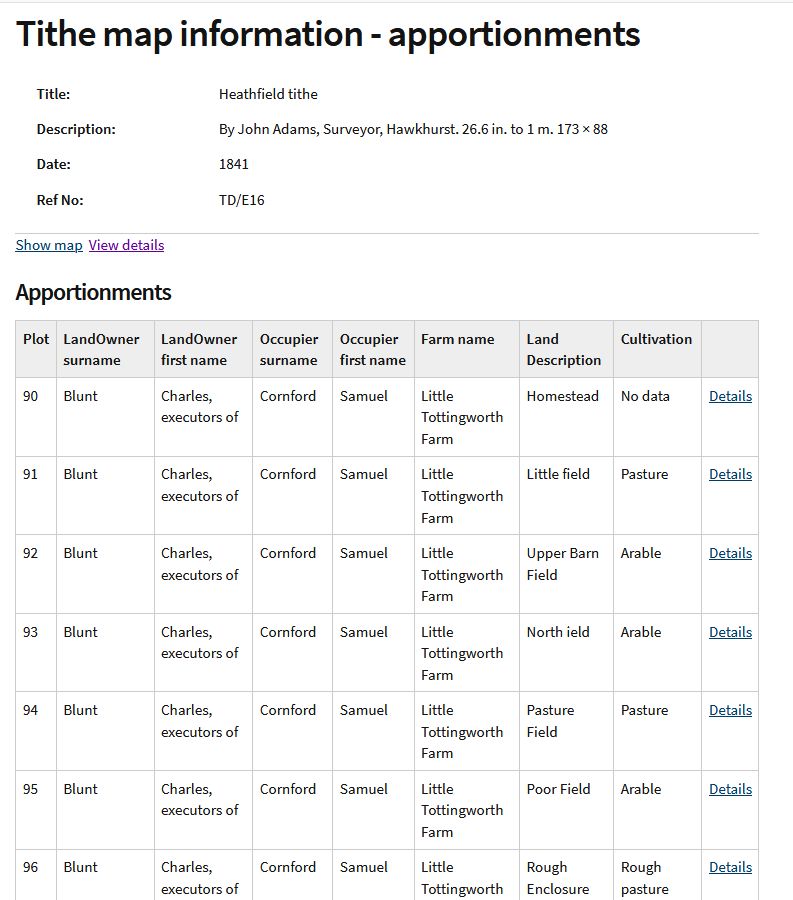 Tithe map information - apportionments
Title: Heathfield tithe
Description: By John Adams, Surveyor, Hawkhurst. 26.6 in. to 1 m. 173 × 88
Date: 1841
Ref No: TD/E16
Show map View details
Apportionments
Plot LandOwner surname LandOwner first name Occupier surname Occupier first name Farm name Land Description Cultivation
90 Blunt Charles, executors of Cornford Samuel Little Tottingworth Farm Homestead No data Details
91 Blunt Charles, executors of Cornford Samuel Little Tottingworth Farm Little field Pasture Details
92 Blunt Charles, executors of Cornford Samuel Little Tottingworth Farm Upper Barn Field Arable Details
93 Blunt Charles, executors of Cornford Samuel Little Tottingworth Farm North ield Arable Details
94 Blunt Charles, executors of Cornford Samuel Little Tottingworth Farm Pasture Field Pasture Details
95 Blunt Charles, executors of Cornford Samuel Little Tottingworth Farm Poor Field Arable Details
96 Blunt Charles, executors of Cornford Samuel Little Tottingworth Rough Enclosure Rough pasture Details